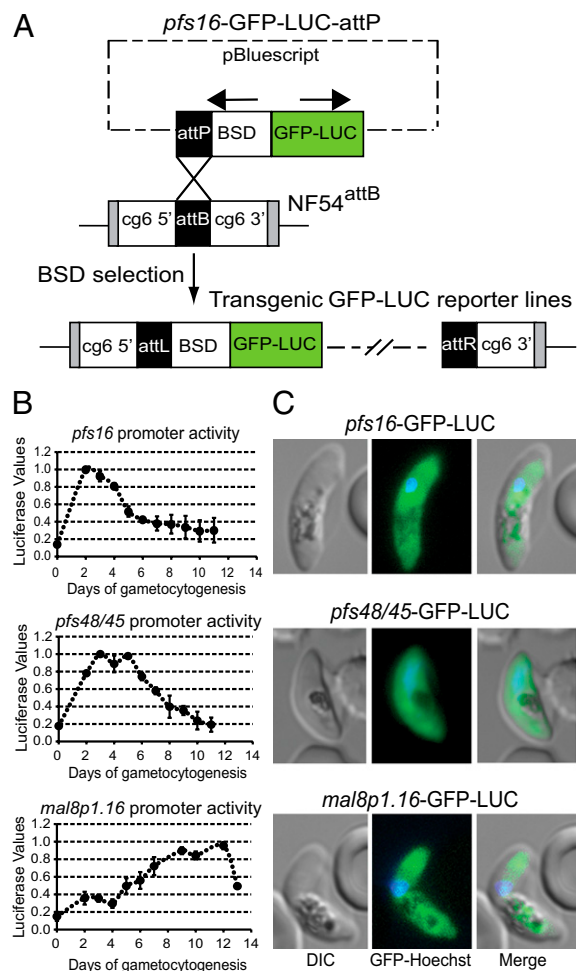 A
pfs16-GFP-LUC-attP
pBluescript
attP BSD GFP-LUC
NF54attB
cg6 5' attB cg6 3'
BSD selection
Transgenic GFP-LUC reporter lines
cg6 5' attL BSD GFP-LUC attR cg6 3'
B
pfs16 promoter activity
Luciferase Values
1.2
1.0
0.8
0.6
0.4
0.2
0.0
0 2 4 6 8 10 12 14
Days of gametocytogenesis
pfs48/45 promoter activity
Luciferase Values
1.2
1.0
0.8
0.6
0.4
0.2
0.0
0 2 4 6 8 10 12 14
Days of gametocytogenesis
mal8p1.16 promoter activity
Luciferase Values
1.2
1.0
0.8
0.6
0.4
0.2
0.0
0 2 4 6 8 10 12 14
Days of gametocytogenesis
C
pfs16-GFP-LUC
pfs48/45-GFP-LUC
mal8p1.16-GFP-LUC
DIC GFP-Hoechst Merge